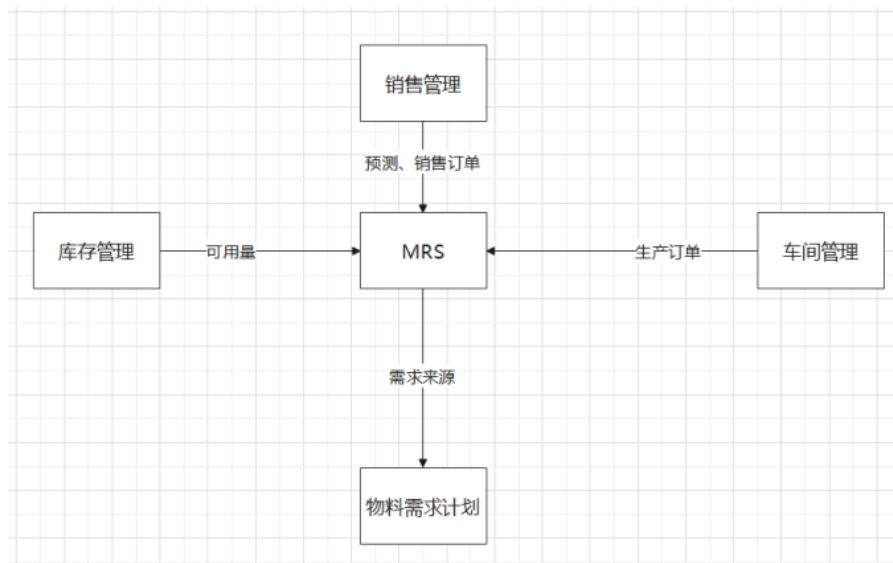 销售管理
预测、销售订单
库存管理
可用量
MRS
生产订单
车间管理
需求来源
物料需求计划